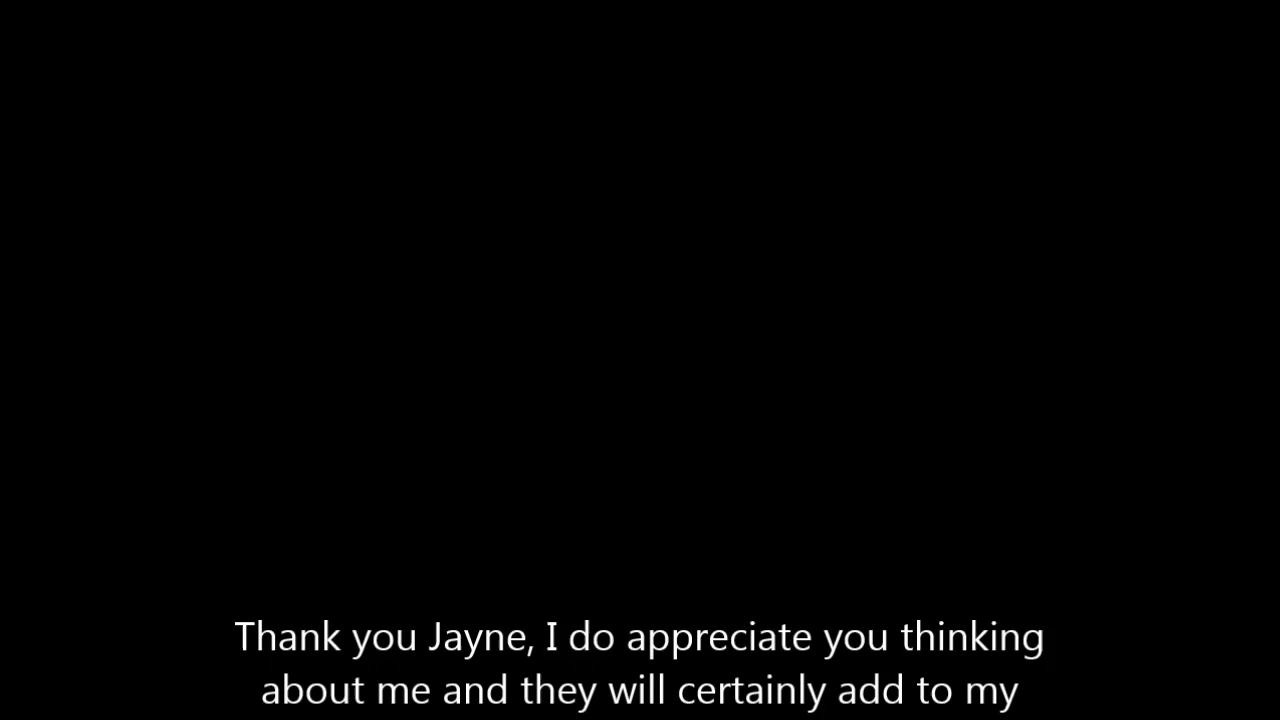 Thank you Jayne, I do appreciate you thinking
about me and they will certainly add to my